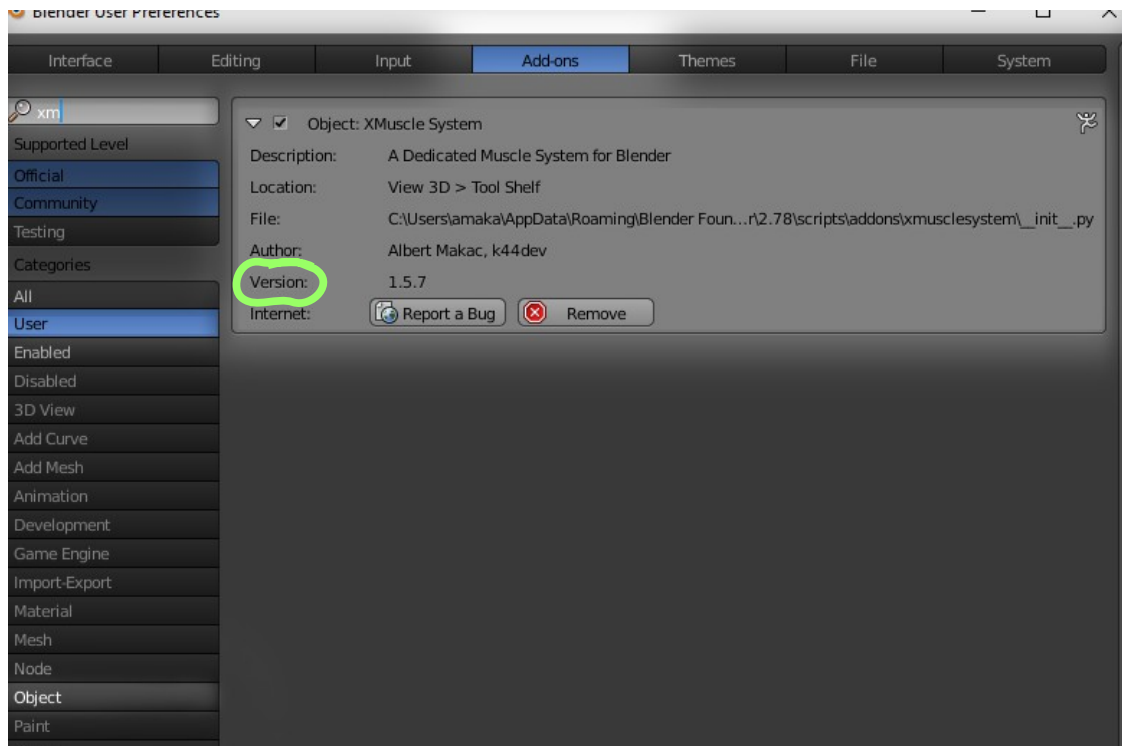 Blender User Preferences
Interface Editing Input Add-ons Themes File System
xm
Supported Level
Official
Community
Testing
Categories
All
User
Enabled
Disabled
3D View
Add Curve
Add Mesh
Animation
Development
Game Engine
Import-Export
Material
Mesh
Node
Object
Paint
Object: XMuscle System
Description: A Dedicated Muscle System for Blender
Location: View 3D > Tool Shelf
File: C:\Users\amaka\AppData\Roaming\Blender Foun...r\2.78\scripts\addons\xmusclesystem\__init__.py
Author: Albert Makac, k44dev
Version: 1.5.7
Internet: Report a Bug Remove